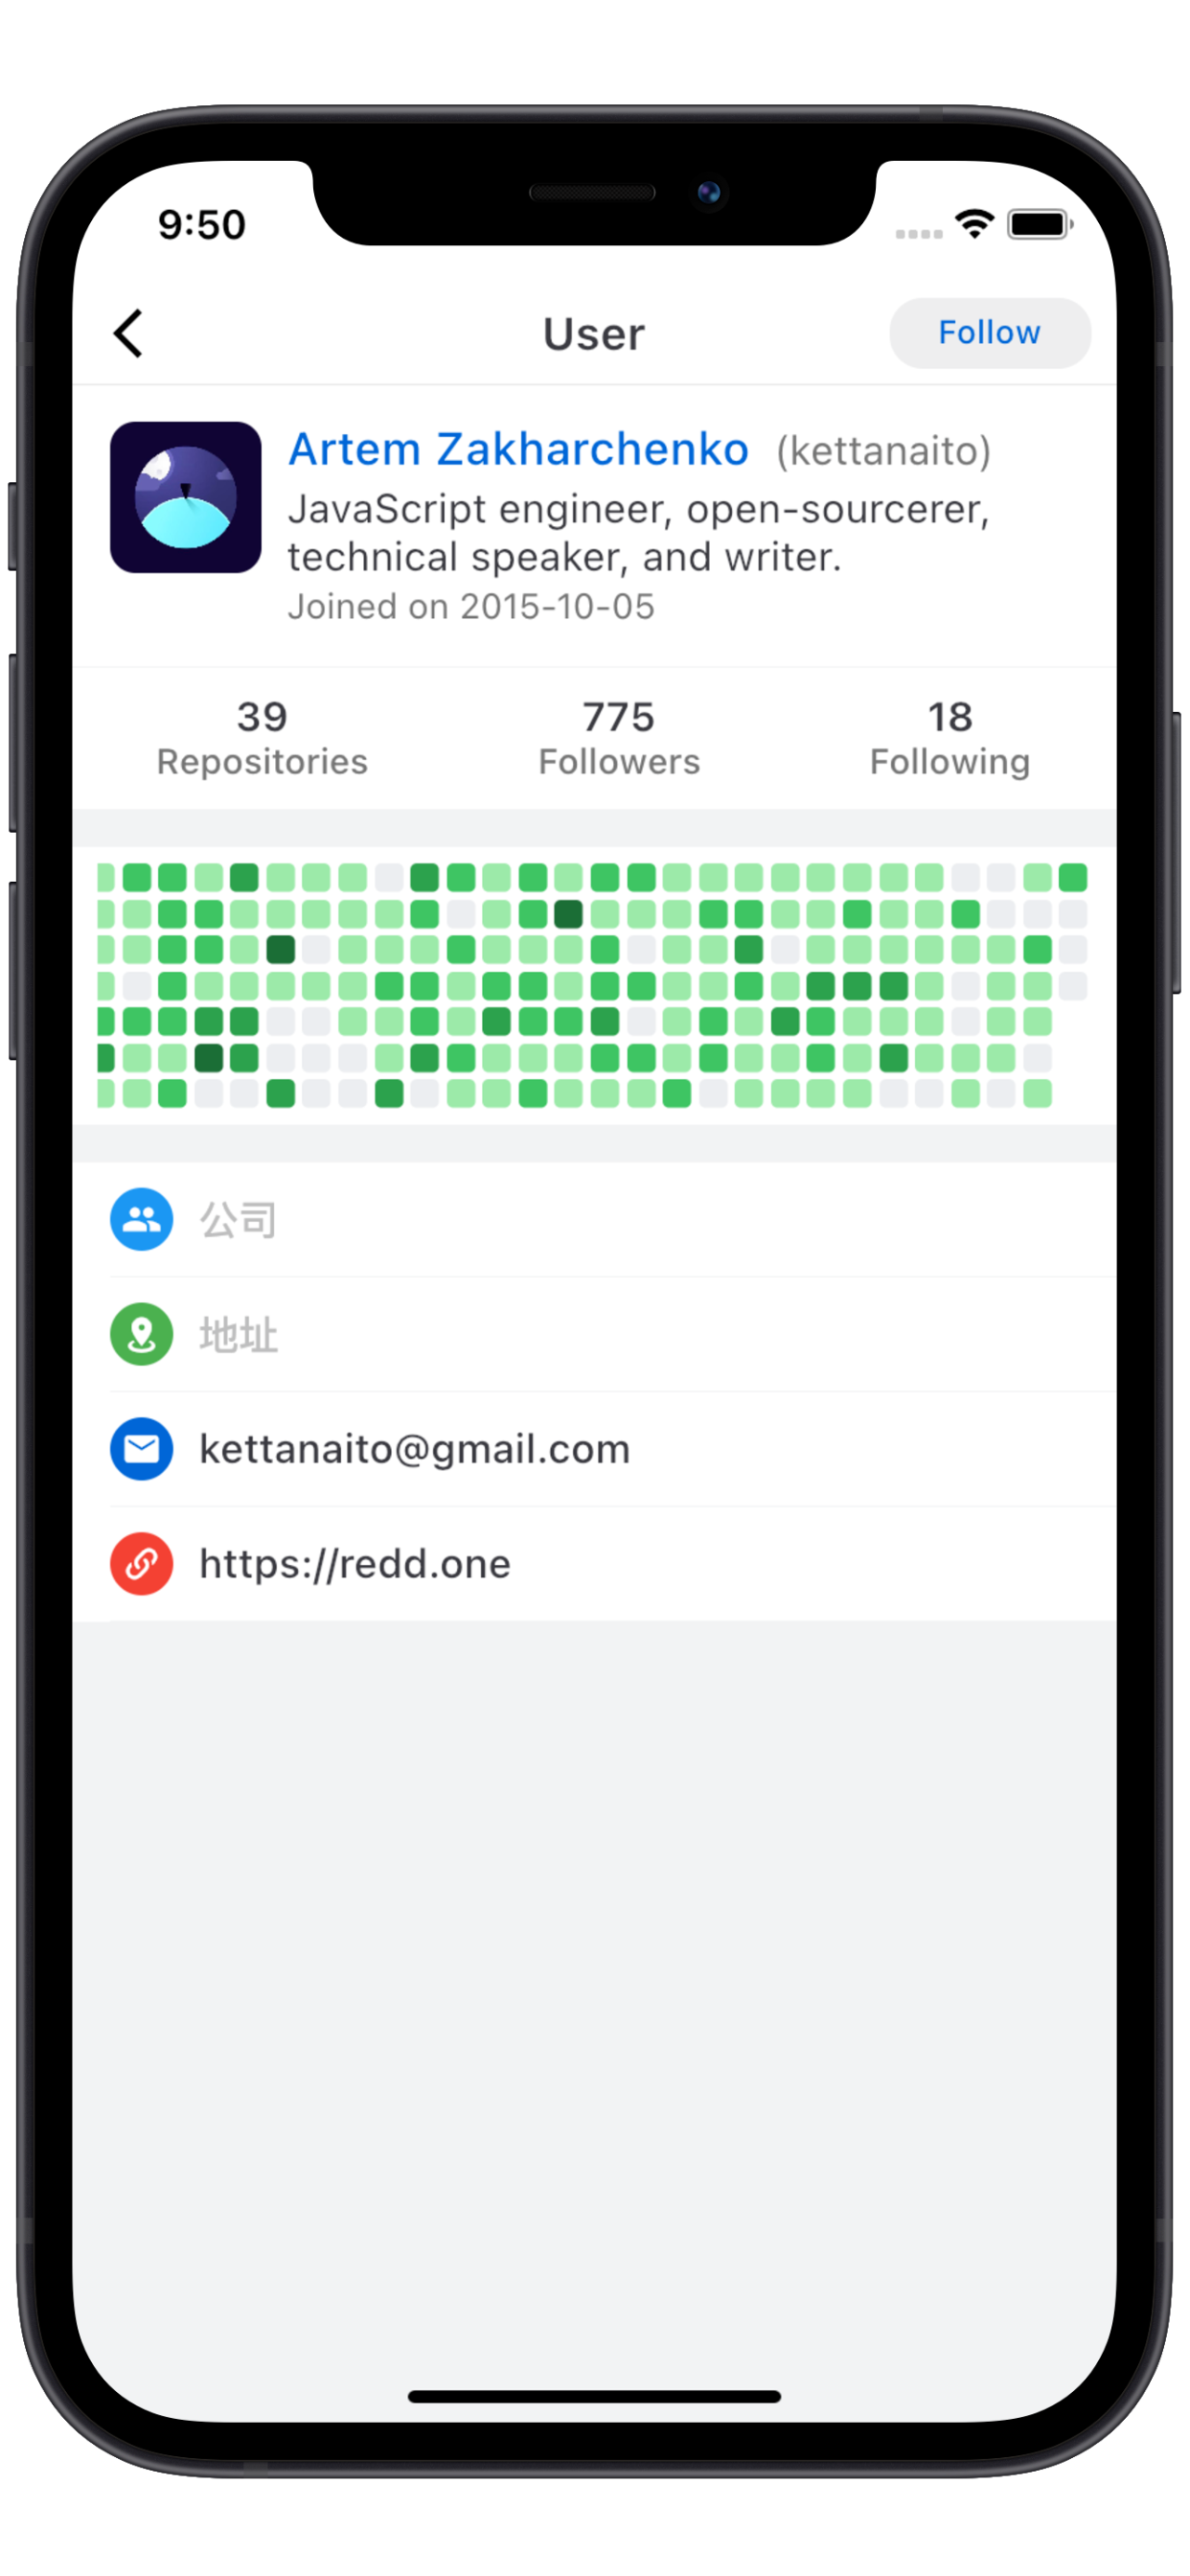 9:50
User
Follow
Artem Zakharchenko (kettanaito)
JavaScript engineer, open-sourcerer,
technical speaker, and writer.
Joined on 2015-10-05
39
Repositories
775
Followers
18
Following
公司
地址
kettanaito@gmail.com
https://redd.one